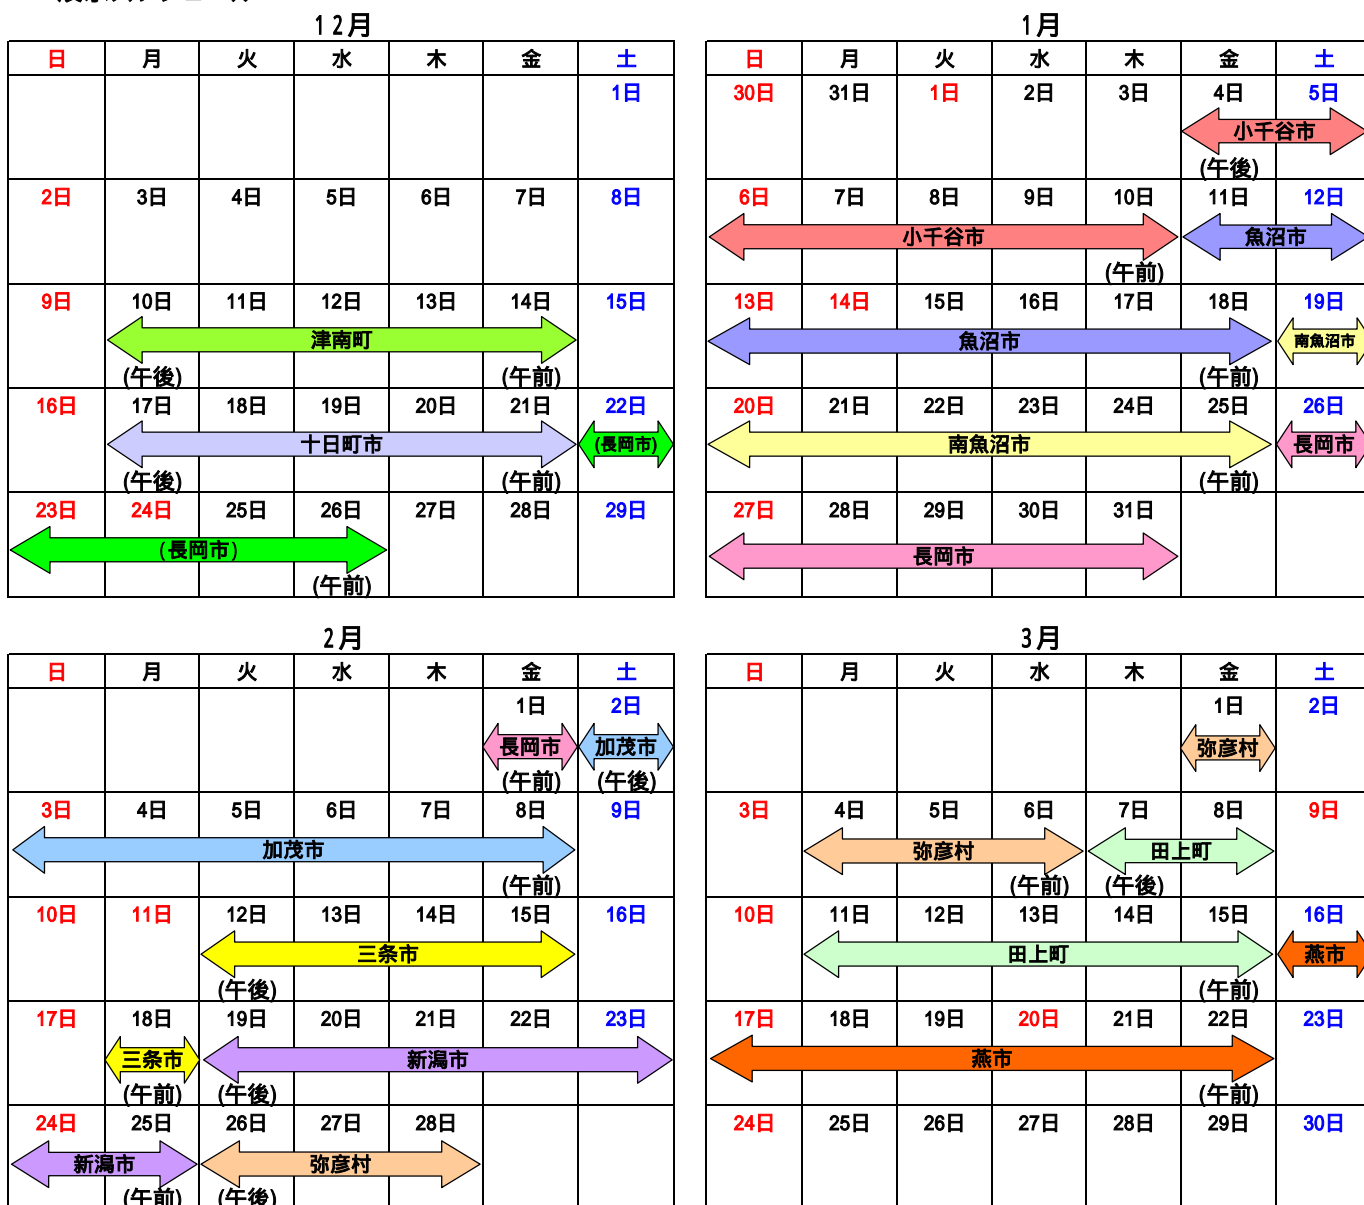 12月
日 月 火 水 木 金 土
1日
2日 3日 4日 5日 6日 7日 8日
9日 10日 11日 12日 13日 14日 15日
津南町
(午後) (午前)
16日 17日 18日 19日 20日 21日 22日
十日町市 (長岡市)
(午後) (午前)
23日 24日 25日 26日 27日 28日 29日
(長岡市)
(午前)
1月
日 月 火 水 木 金 土
30日 31日 1日 2日 3日 4日 5日
小千谷市
(午後)
6日 7日 8日 9日 10日 11日 12日
小千谷市 魚沼市
(午前)
13日 14日 15日 16日 17日 18日 19日
魚沼市 南魚沼市
(午前)
20日 21日 22日 23日 24日 25日 26日
南魚沼市 長岡市
(午前)
27日 28日 29日 30日 31日
長岡市
2月
日 月 火 水 木 金 土
1日 2日
長岡市 加茂市
(午前) (午後)
3日 4日 5日 6日 7日 8日 9日
加茂市
(午前)
10日 11日 12日 13日 14日 15日 16日
三条市
(午後)
17日 18日 19日 20日 21日 22日 23日
三条市 新潟市
(午前) (午後)
24日 25日 26日 27日 28日
新潟市 弥彦村
(午前) (午後)
3月
日 月 火 水 木 金 土
1日 2日
弥彦村
3日 4日 5日 6日 7日 8日 9日
弥彦村 田上町
(午前) (午後)
10日 11日 12日 13日 14日 15日 16日
田上町 燕市
(午前)
17日 18日 19日 20日 21日 22日 23日
燕市
(午前)
24日 25日 26日 27日 28日 29日 30日